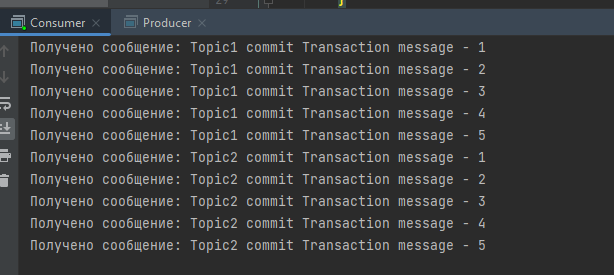 29
Consumer × Producer ×
Получено сообщение: Topic1 commit Transaction message - 1
Получено сообщение: Topic1 commit Transaction message - 2
Получено сообщение: Topic1 commit Transaction message - 3
Получено сообщение: Topic1 commit Transaction message - 4
Получено сообщение: Topic1 commit Transaction message - 5
Получено сообщение: Topic2 commit Transaction message - 1
Получено сообщение: Topic2 commit Transaction message - 2
Получено сообщение: Topic2 commit Transaction message - 3
Получено сообщение: Topic2 commit Transaction message - 4
Получено сообщение: Topic2 commit Transaction message - 5